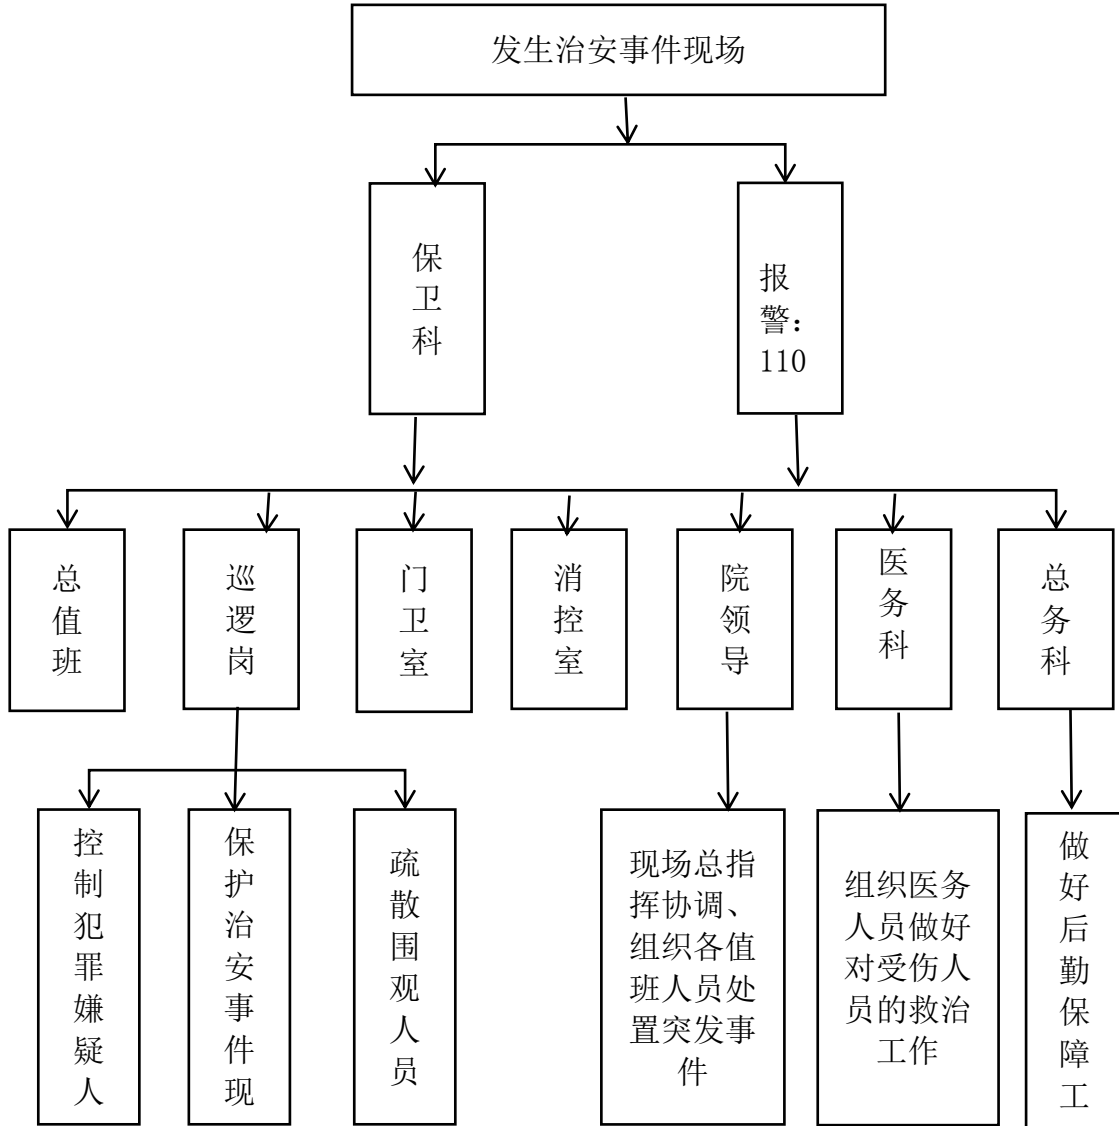 发生治安事件现场
保卫科
报警：
110
总值班
巡逻岗
门卫室
消控室
院领导
医务科
总务科
控制犯罪嫌疑人
保护治安事件现
疏散围观人员
现场总指
挥协调、
组织各值
班人员处
置突发事
件
组织医务
人员做好
对受伤人
员的救治
工作
做好后勤保障工